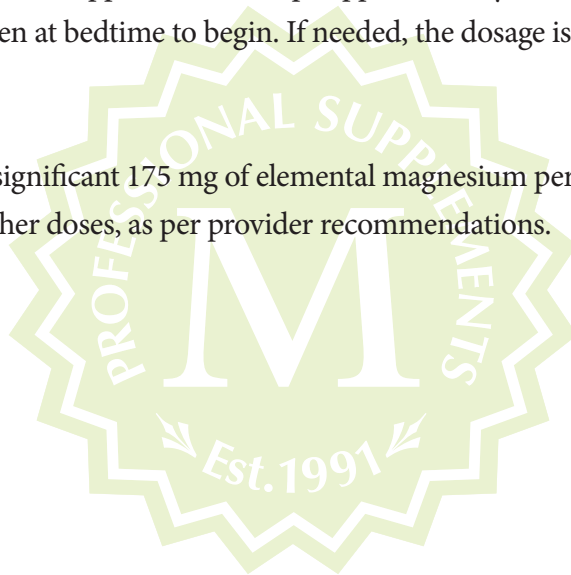 en at bedtime to begin. If needed, the dosage is
significant 175 mg of elemental magnesium per
her doses, as per provider recommendations.
PROFESSIONAL SUPPLEMENTS
M
Est. 1991